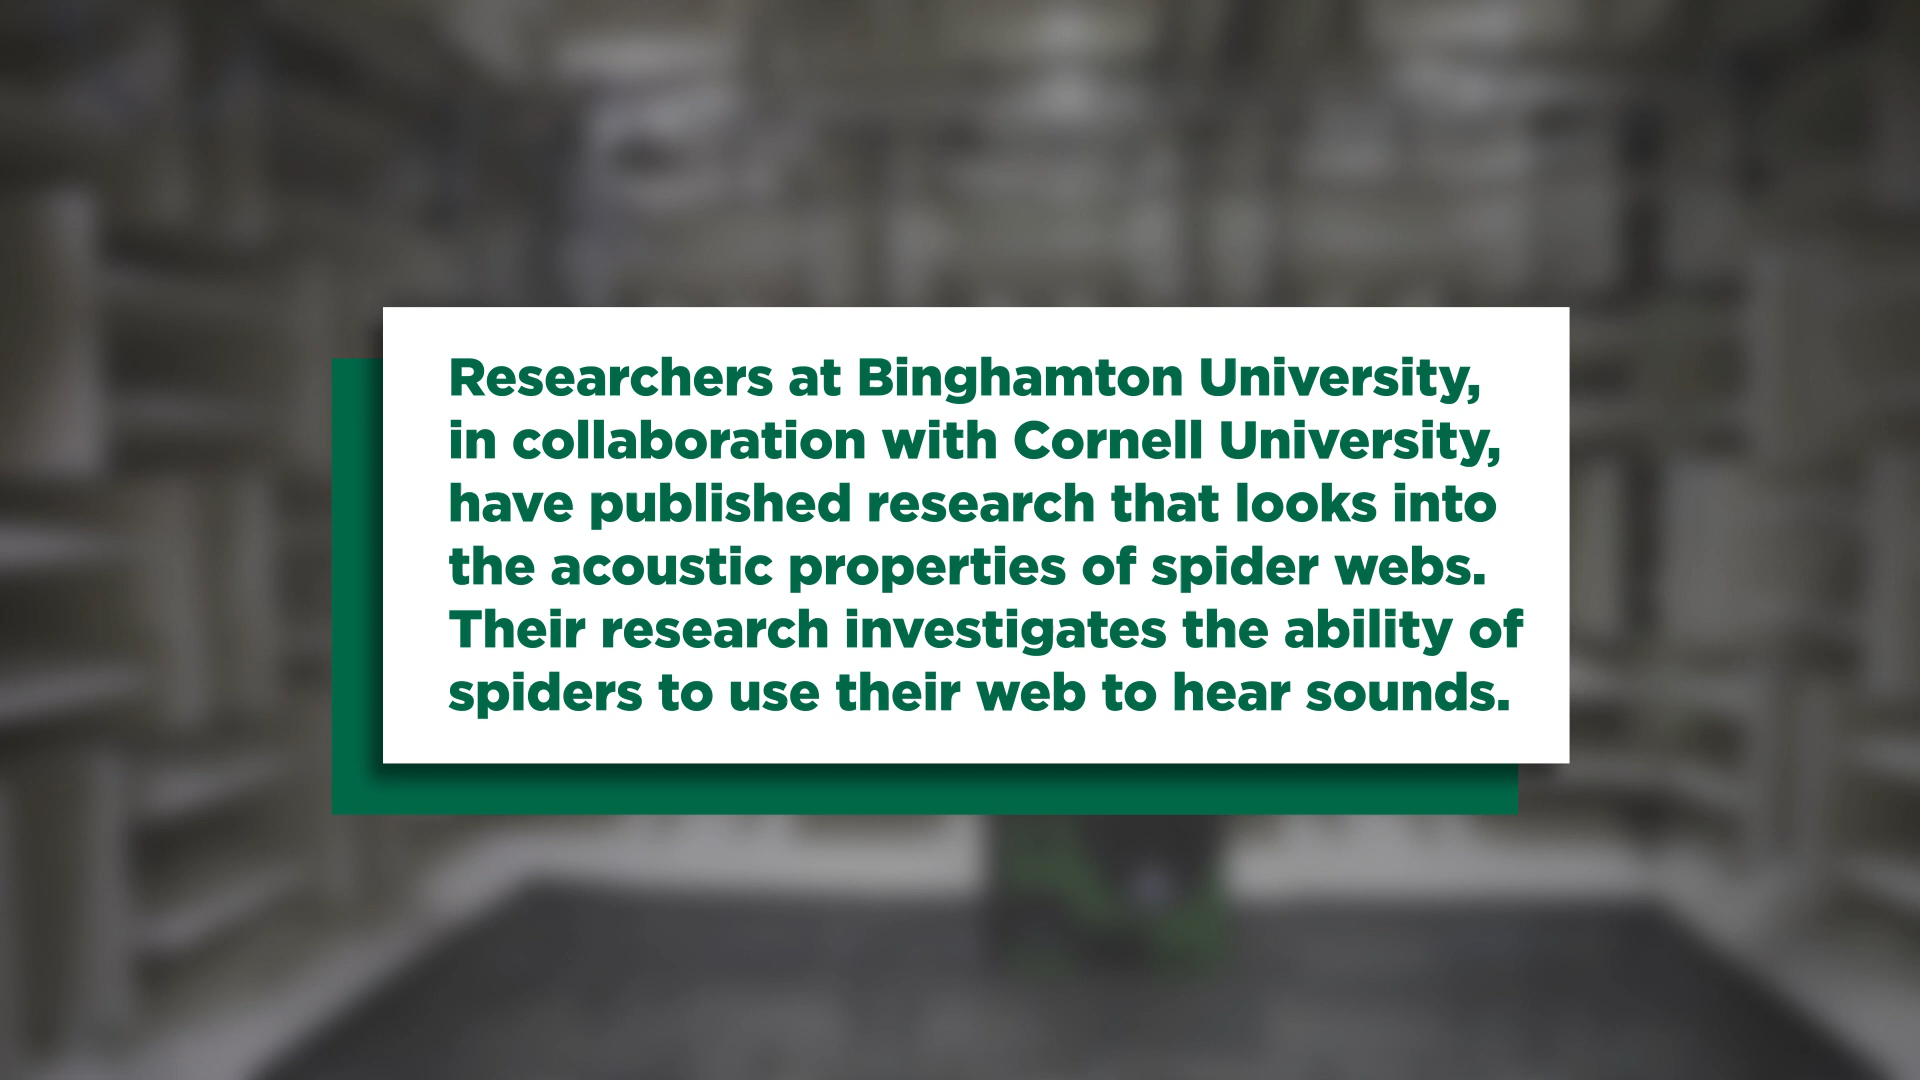 Researchers at Binghamton University,
in collaboration with Cornell University,
have published research that looks into
the acoustic properties of spider webs.
Their research investigates the ability of
spiders to use their web to hear sounds.